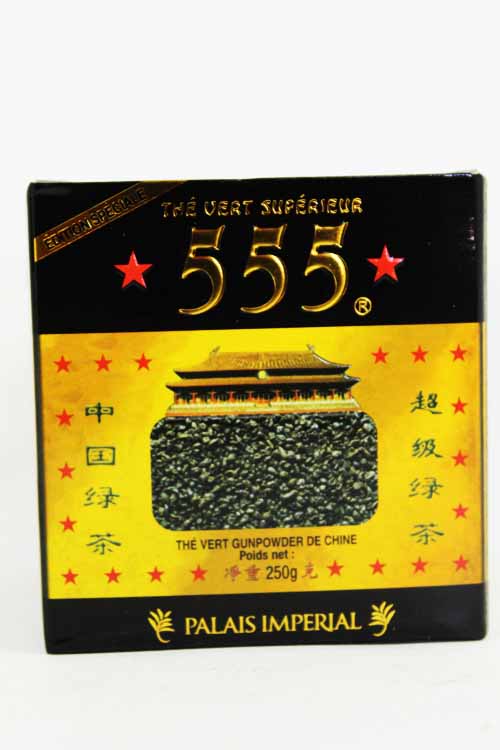 ÉDITION SPÉCIALE
THÉ VERT SUPÉRIEUR
555
®
中国绿茶
超级绿茶
THÉ VERT GUNPOWDER DE CHINE
Poids net :
净重 250g 克
PALAIS IMPERIAL